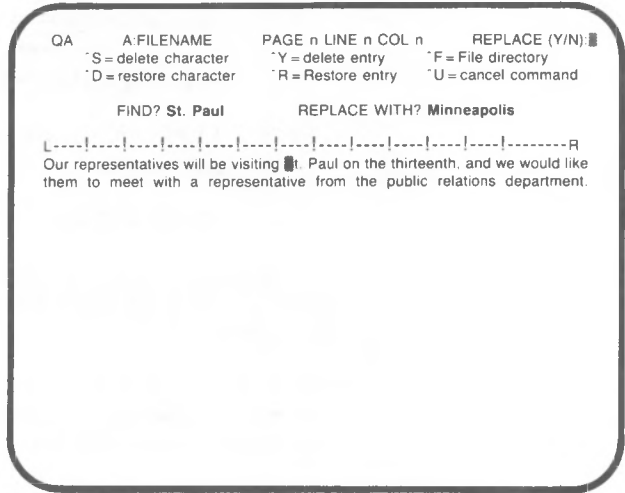 QA A:FILENAME PAGE n LINE n COL n REPLACE (Y/N):
^S = delete character ^Y = delete entry ^F = File directory
^D = restore character ^R = Restore entry ^U = cancel command
FIND? St. Paul REPLACE WITH? Minneapolis
L----!----!----!----!----!----!----!----!----!----!----!--------R
Our representatives will be visiting █t. Paul on the thirteenth, and we would like
them to meet with a representative from the public relations department.